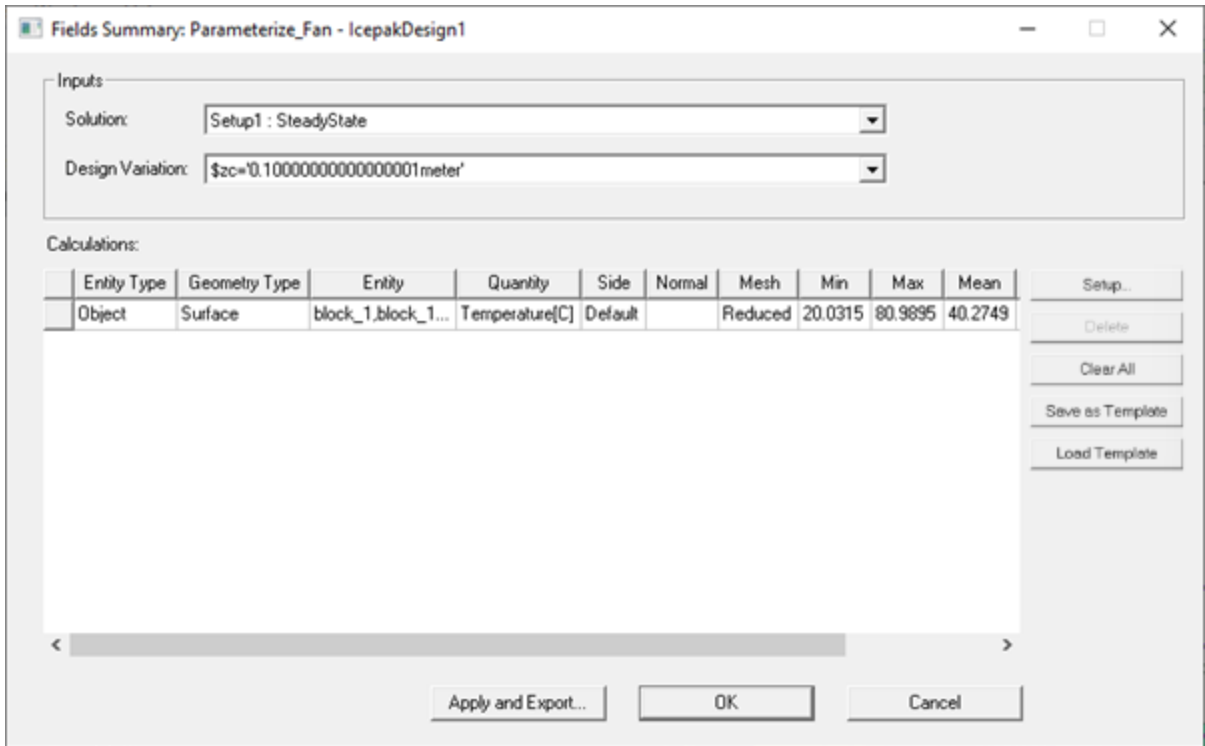 Fields Summary: Parameterize_Fan - IcepakDesign1
Inputs
Solution: Setup1 : SteadyState
Design Variation: $zc='0.10000000000000001meter'
Calculations:
Entity Type Geometry Type Entity Quantity Side Normal Mesh Min Max Mean
Object Surface block_1,block_1... Temperature[C] Default Reduced 20.0315 80.9895 40.2749
Setup...
Delete
Clear All
Save as Template
Load Template
Apply and Export... OK Cancel